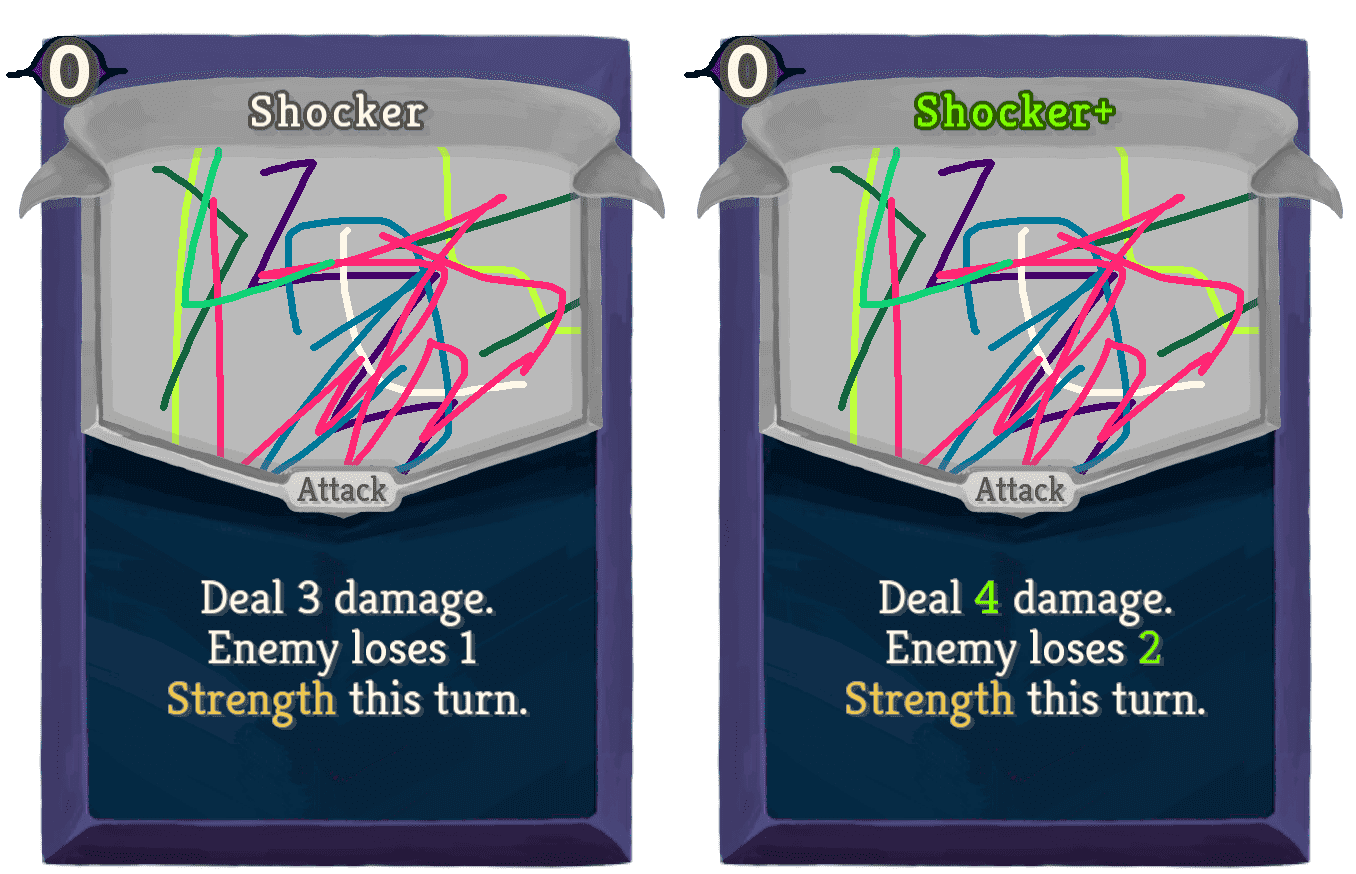 0
Shocker
Attack
Deal 3 damage.
Enemy loses 1
Strength this turn.
0
Shocker+
Attack
Deal 4 damage.
Enemy loses 2
Strength this turn.